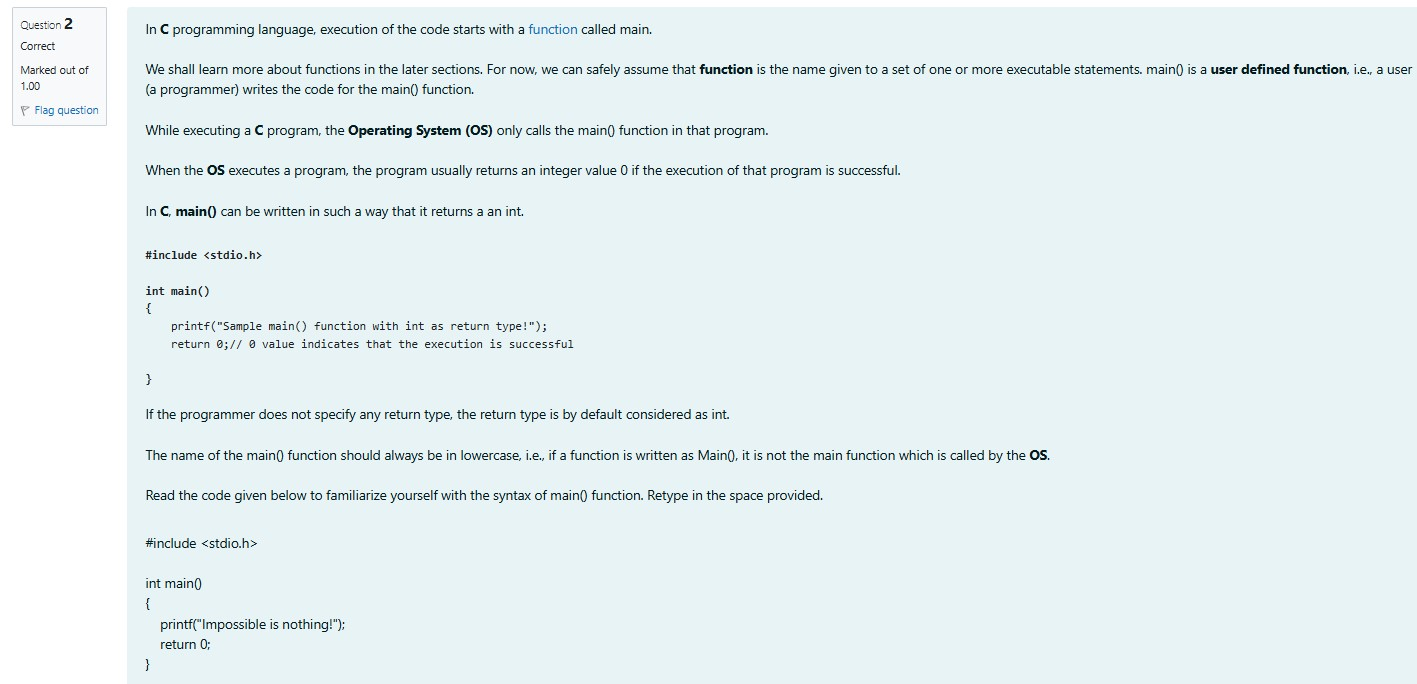 Question 2
Correct
Marked out of
1.00
Flag question
In C programming language, execution of the code starts with a function called main.
We shall learn more about functions in the later sections. For now, we can safely assume that function is the name given to a set of one or more executable statements. main() is a user defined function, i.e., a user
(a programmer) writes the code for the main() function.
While executing a C program, the Operating System (OS) only calls the main() function in that program.
When the OS executes a program, the program usually returns an integer value 0 if the execution of that program is successful.
In C, main() can be written in such a way that it returns a an int.
#include <stdio.h>
int main()
{
    printf("Sample main() function with int as return type!");
    return 0;// 0 value indicates that the execution is successful
}
If the programmer does not specify any return type, the return type is by default considered as int.
The name of the main() function should always be in lowercase, i.e., if a function is written as Main(), it is not the main function which is called by the OS.
Read the code given below to familiarize yourself with the syntax of main() function. Retype in the space provided.
#include <stdio.h>
int main()
{
    printf("Impossible is nothing!");
    return 0;
}